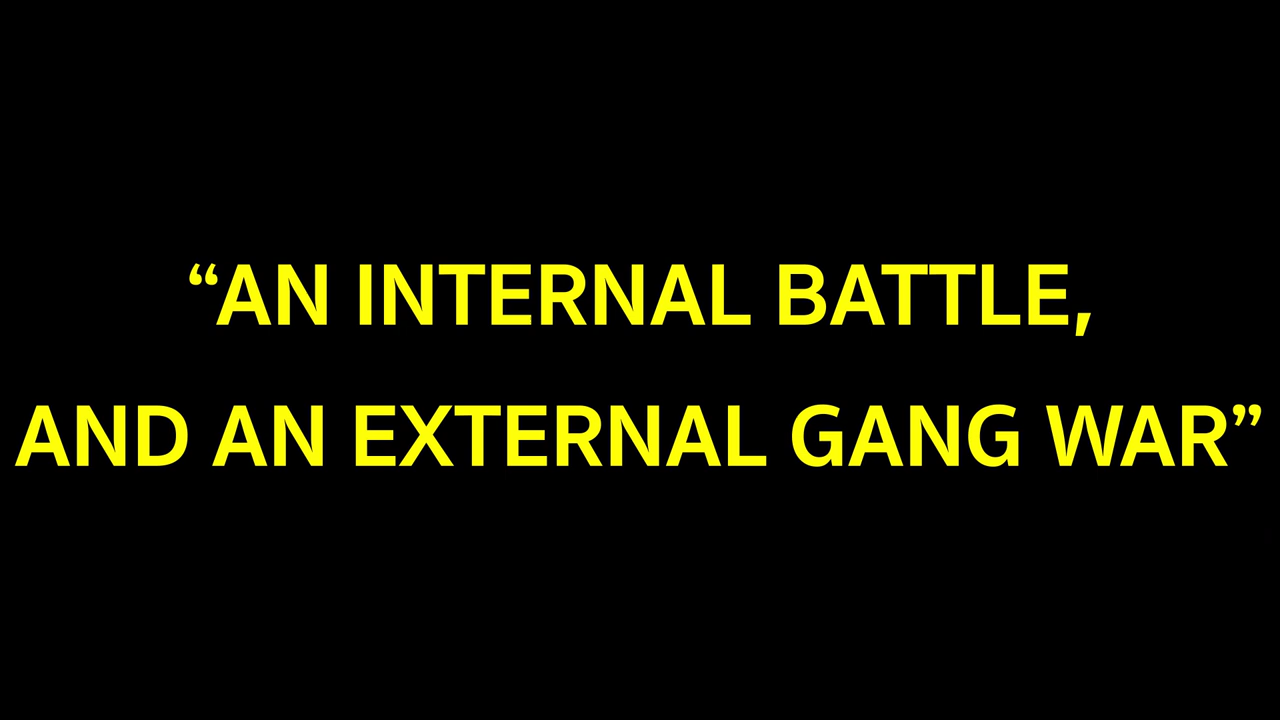 “AN INTERNAL BATTLE,
AND AN EXTERNAL GANG WAR”